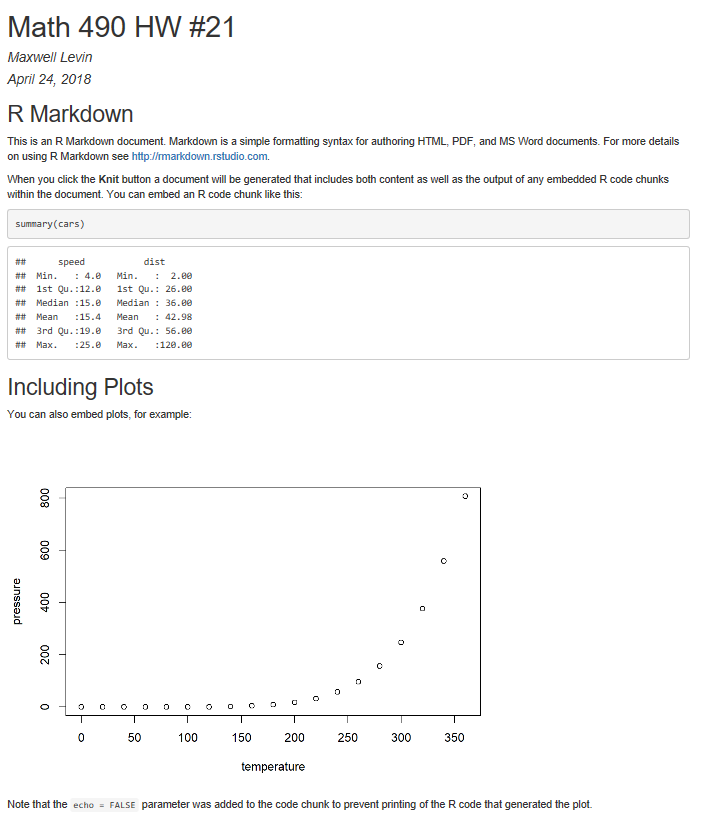 Math 490 HW #21
Maxwell Levin
April 24, 2018
R Markdown
This is an R Markdown document. Markdown is a simple formatting syntax for authoring HTML, PDF, and MS Word documents. For more details
on using R Markdown see http://rmarkdown.rstudio.com.
When you click the Knit button a document will be generated that includes both content as well as the output of any embedded R code chunks
within the document. You can embed an R code chunk like this:
summary(cars)
##      speed           dist
##  Min.   : 4.0   Min.   :  2.00
##  1st Qu.:12.0   1st Qu.: 26.00
##  Median :15.0   Median : 36.00
##  Mean   :15.4   Mean   : 42.98
##  3rd Qu.:19.0   3rd Qu.: 56.00
##  Max.   :25.0   Max.   :120.00
Including Plots
You can also embed plots, for example:
800
600
400
200
0
pressure
0 50 100 150 200 250 300 350
temperature
Note that the echo = FALSE parameter was added to the code chunk to prevent printing of the R code that generated the plot.